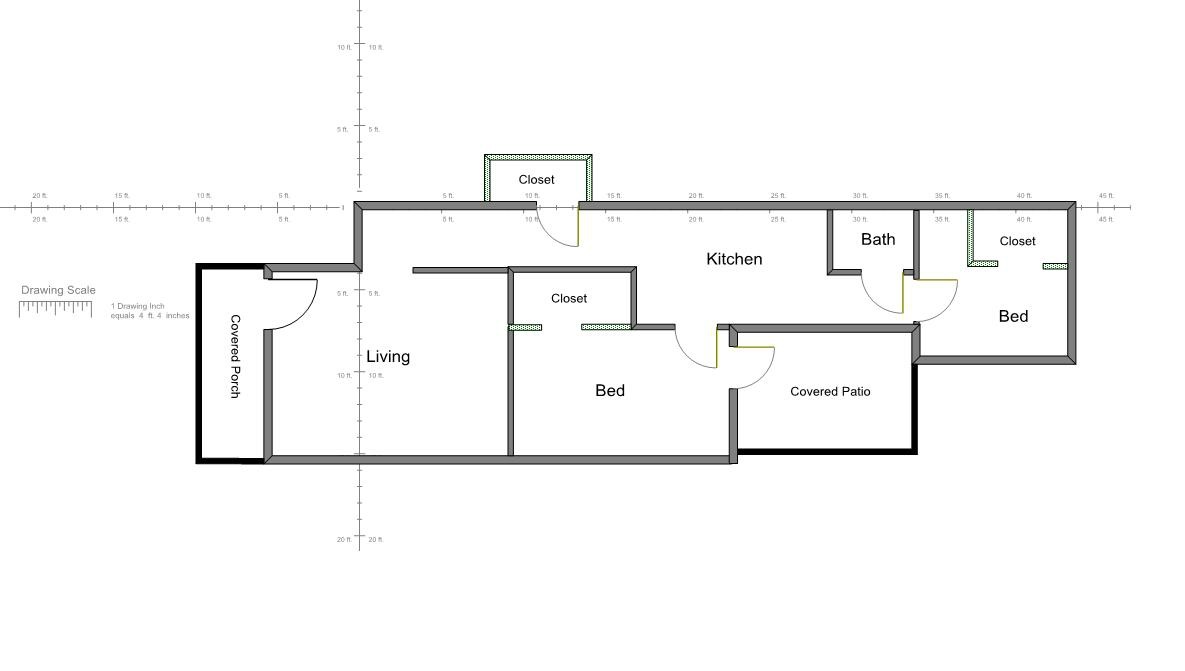 10 ft. 10 ft.
5 ft. 5 ft.
Closet
20 ft. 15 ft. 10 ft. 5 ft. 5 ft. 10 ft. 15 ft. 20 ft. 25 ft. 30 ft. 35 ft. 40 ft. 45 ft.
20 ft. 15 ft. 10 ft. 5 ft. 5 ft. 10 ft. 15 ft. 20 ft. 25 ft. 30 ft. 35 ft. 40 ft. 45 ft.
Bath
Closet
Kitchen
Drawing Scale
1 Drawing Inch
equals 4 ft. 4 inches
5 ft. 5 ft.
Closet
Bed
Covered Porch
Living
10 ft. 10 ft.
Bed
Covered Patio
20 ft. 20 ft.